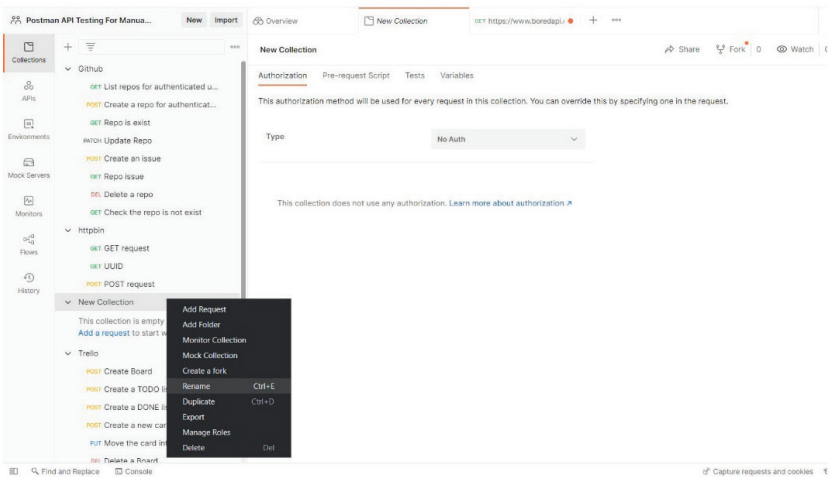 Postman API Testing For Manua... New Import
Overview New Collection GET https://www.boredapi.
Collections
APIs
Environments
Mock Servers
Monitors
Flows
History
Github
GET List repos for authenticated u...
POST Create a repo for authenticat...
GET Repo is exist
PATCH Update Repo
POST Create an issue
GET Repo issue
DEL Delete a repo
GET Check the repo is not exist
httpbin
GET GET request
GET UUID
POST POST request
New Collection
This collection is empty
Add a request to start w
Trello
POST Create Board
POST Create a TODO li
POST Create a DONE li
POST Create a new car
PUT Move the card int
DEL Delete a Board
Add Request
Add Folder
Monitor Collection
Mock Collection
Create a fork
Rename Ctrl+E
Duplicate Ctrl+D
Export
Manage Roles
Delete Del
New Collection Share Fork 0 Watch
Authorization Pre-request Script Tests Variables
This authorization method will be used for every request in this collection. You can override this by specifying one in the request.
Type No Auth
This collection does not use any authorization. Learn more about authorization
Find and Replace Console Capture requests and cookies